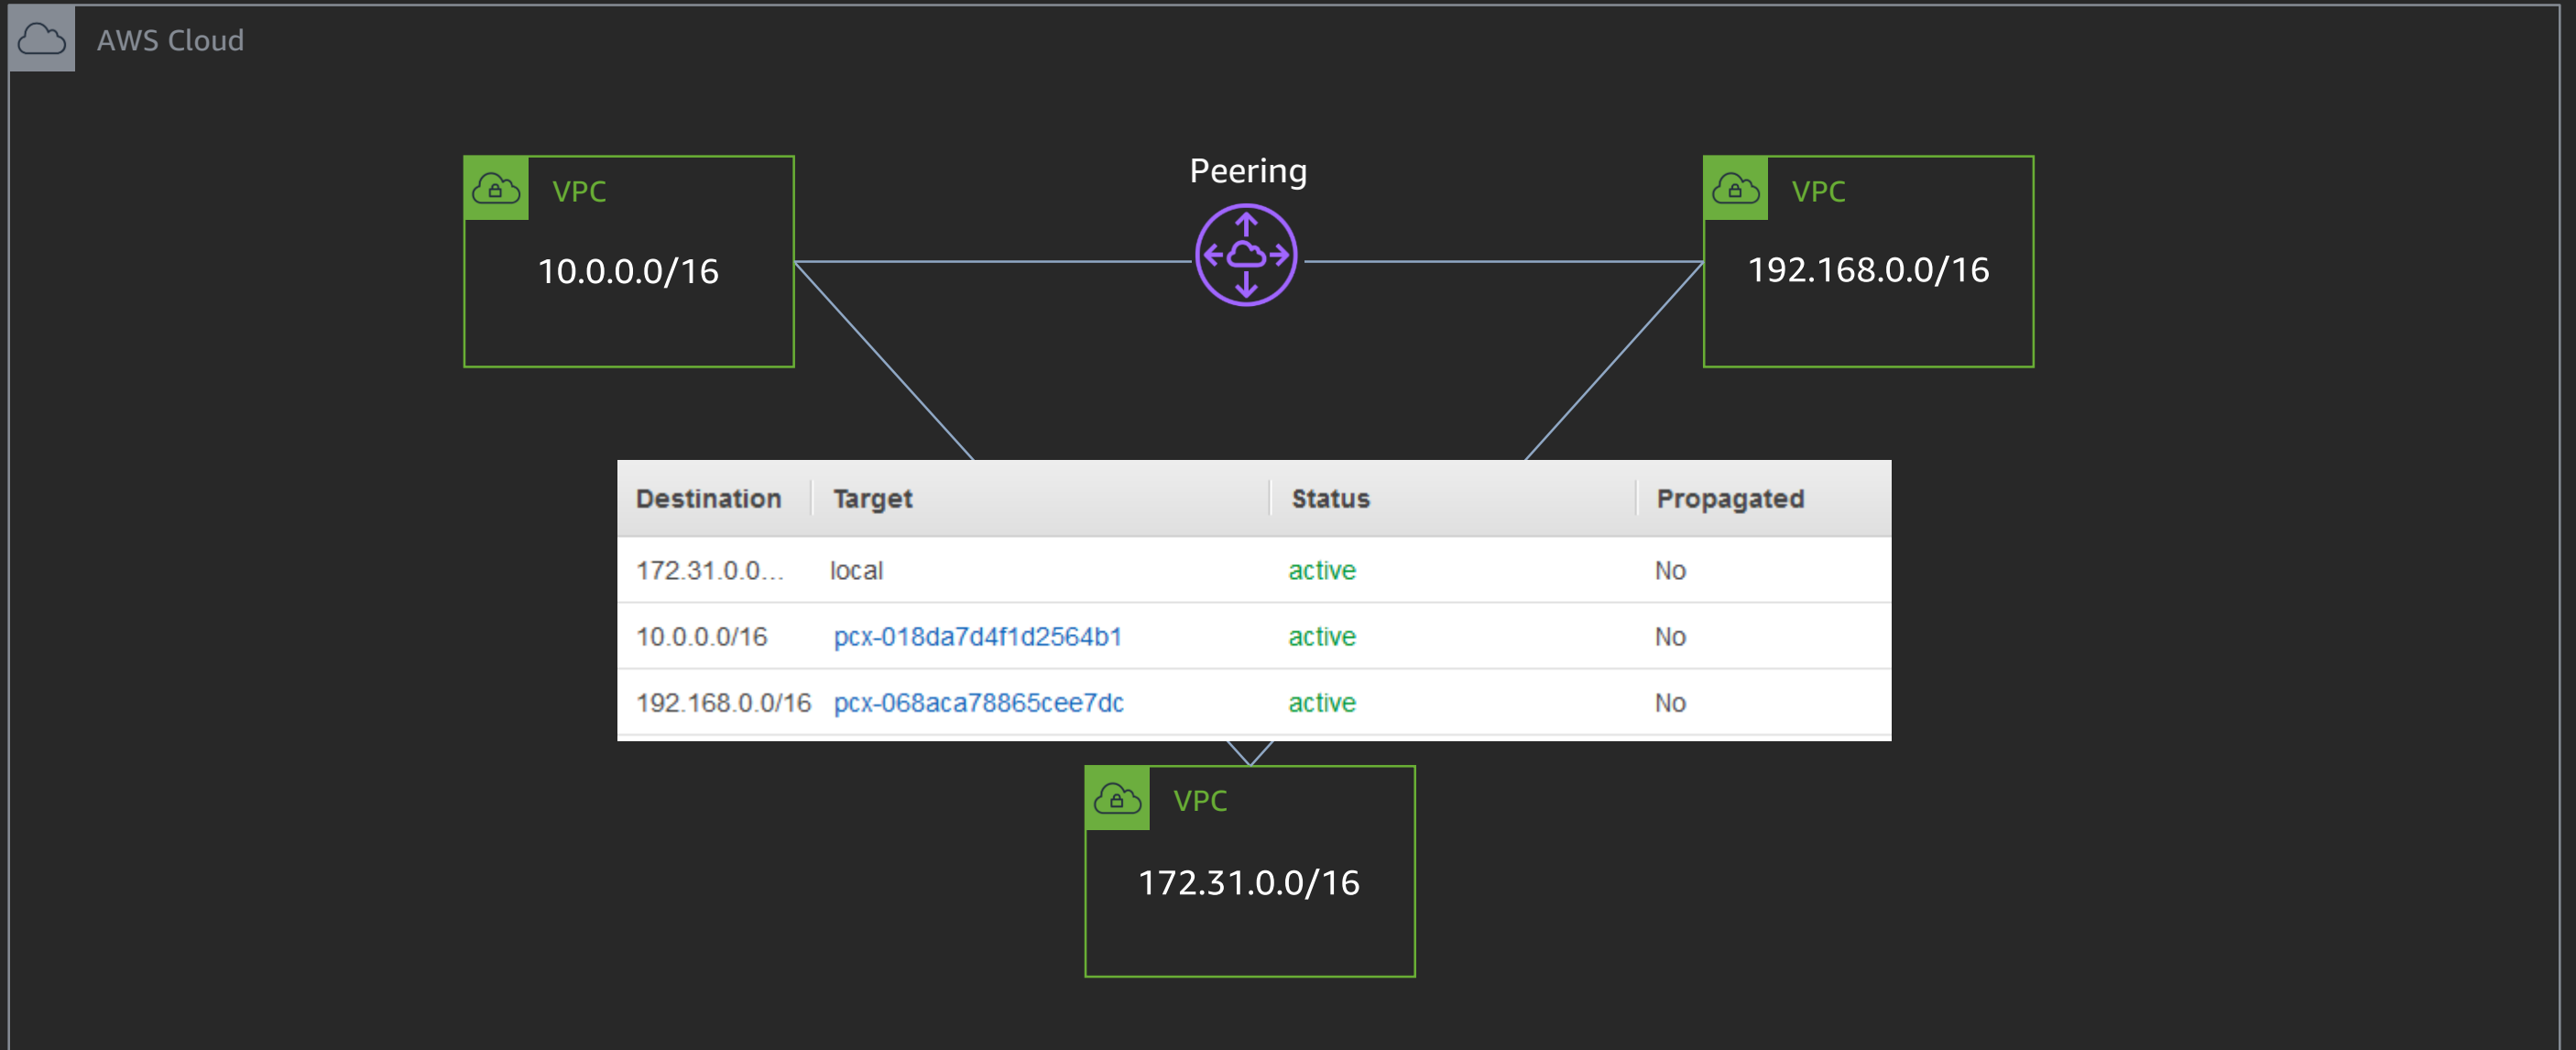 AWS Cloud
Peering
VPC
10.0.0.0/16
VPC
192.168.0.0/16
Destination Target Status Propagated
172.31.0.0... local active No
10.0.0.0/16 pcx-018da7d4f1d2564b1 active No
192.168.0.0/16 pcx-068aca78865cee7dc active No
VPC
172.31.0.0/16